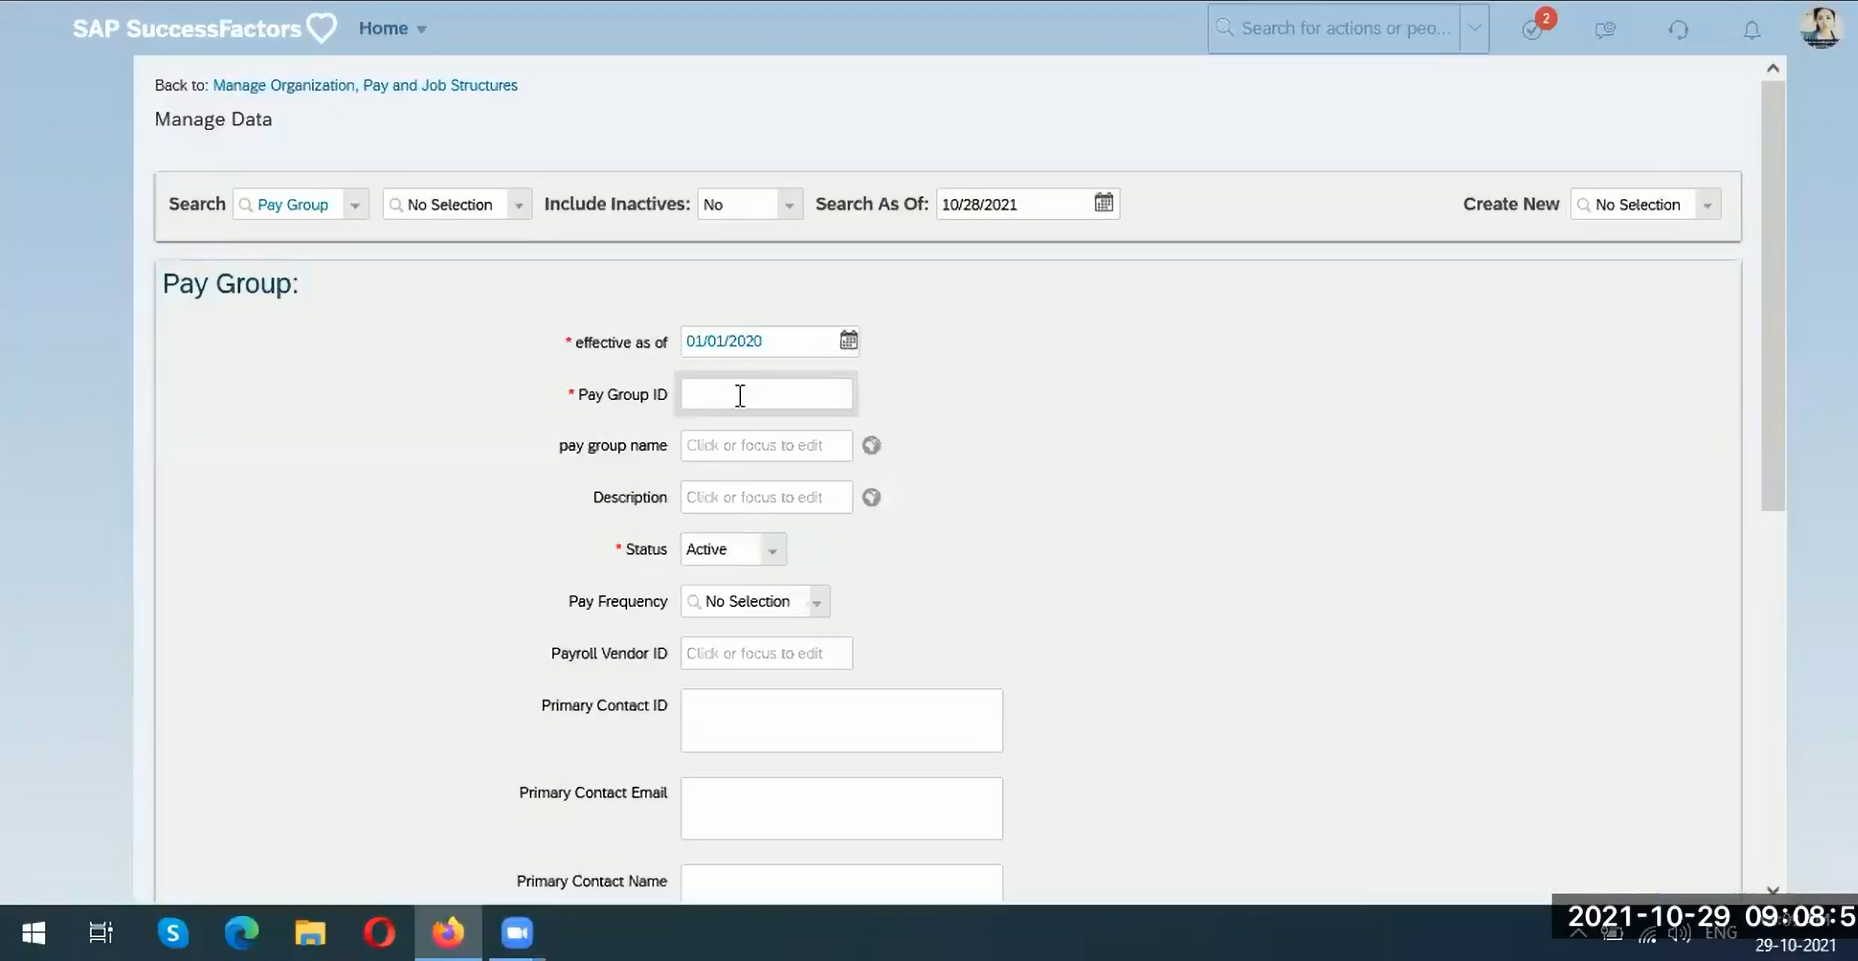 SAP SuccessFactors Home Search for actions or peo... 2
Back to: Manage Organization, Pay and Job Structures
Manage Data
Search Pay Group No Selection Include Inactives: No Search As Of: 10/28/2021 Create New No Selection
Pay Group:
* effective as of 01/01/2020
* Pay Group ID
pay group name Click or focus to edit
Description Click or focus to edit
* Status Active
Pay Frequency No Selection
Payroll Vendor ID Click or focus to edit
Primary Contact ID
Primary Contact Email
Primary Contact Name
2021-10-29 09:08:5
ENG
29-10-2021